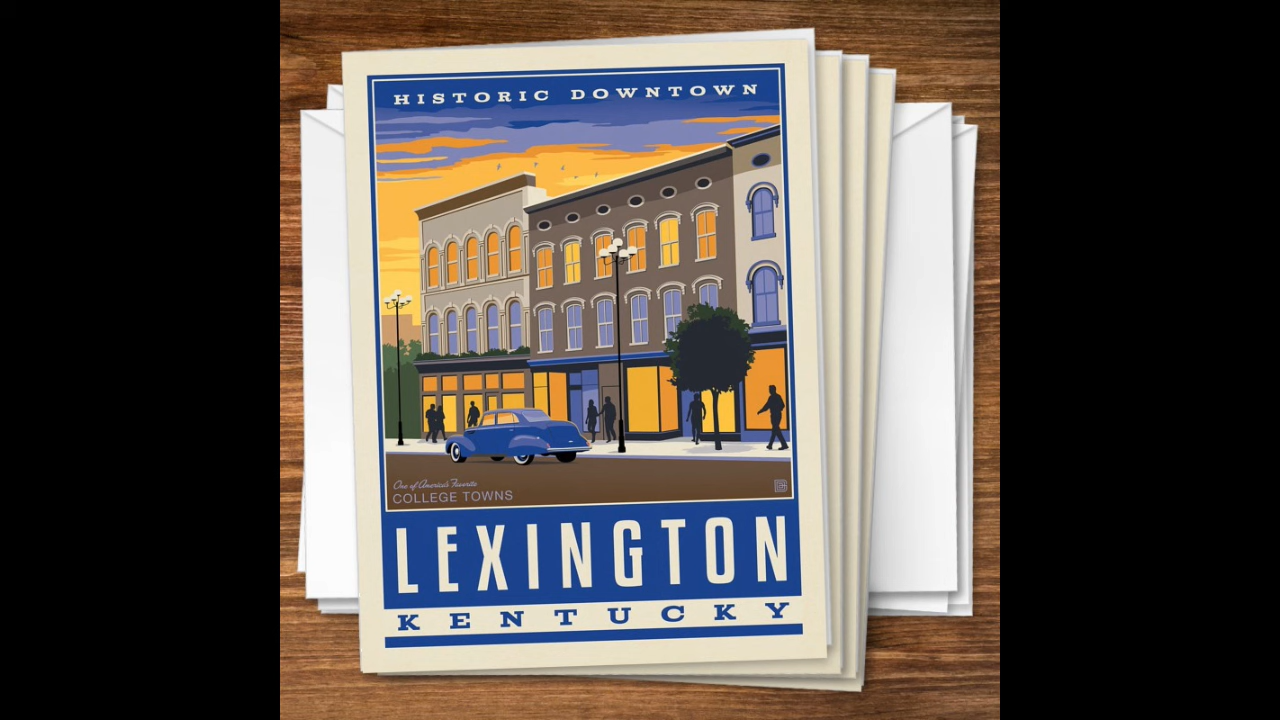 HISTORIC DOWNTOWN
One of America's Favorite
COLLEGE TOWNS
LEXINGTON
KENTUCKY